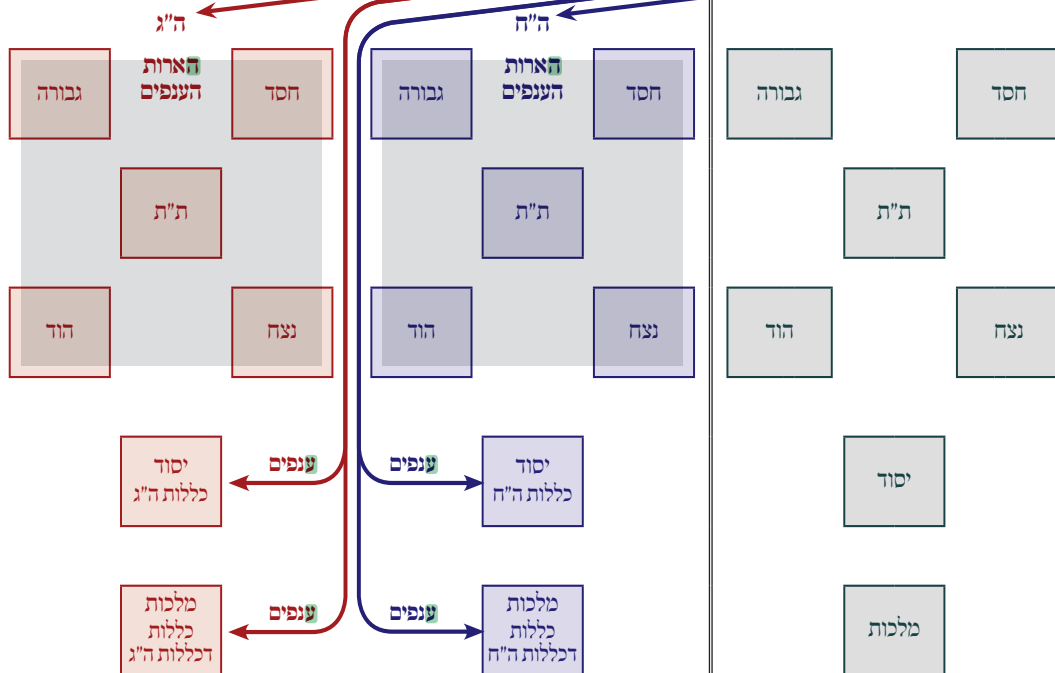 ה"ח
ה"ג
הארות
הענפים
הארות
הענפים
חסד
גבורה
חסד
גבורה
חסד
גבורה
ת"ת
ת"ת
ת"ת
נצח
הוד
נצח
הוד
נצח
הוד
יסוד
יסוד
כללות ה"ח
ענפים
ענפים
יסוד
כללות ה"ג
מלכות
מלכות
כללות
דכללות ה"ח
ענפים
ענפים
מלכות
כללות
דכללות ה"ג